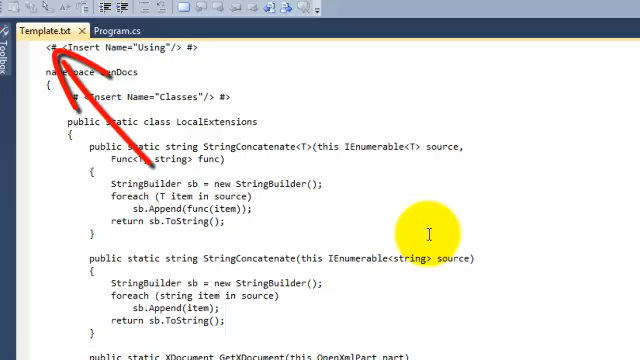 Template.txt
Program.cs
Toolbox
<# <Insert Name="Using"/> #>
namespace GenDocs
{
# <Insert Name="Classes"/> #>
public static class LocalExtensions
{
public static string StringConcatenate<T>(this IEnumerable<T> source,
Func<T, string> func)
{
StringBuilder sb = new StringBuilder();
foreach (T item in source)
sb.Append(func(item));
return sb.ToString();
}
public static string StringConcatenate(this IEnumerable<string> source)
{
StringBuilder sb = new StringBuilder();
foreach (string item in source)
sb.Append(item);
return sb.ToString();
}
public static XDocument GetXDocument(this OpenXmlPart part)